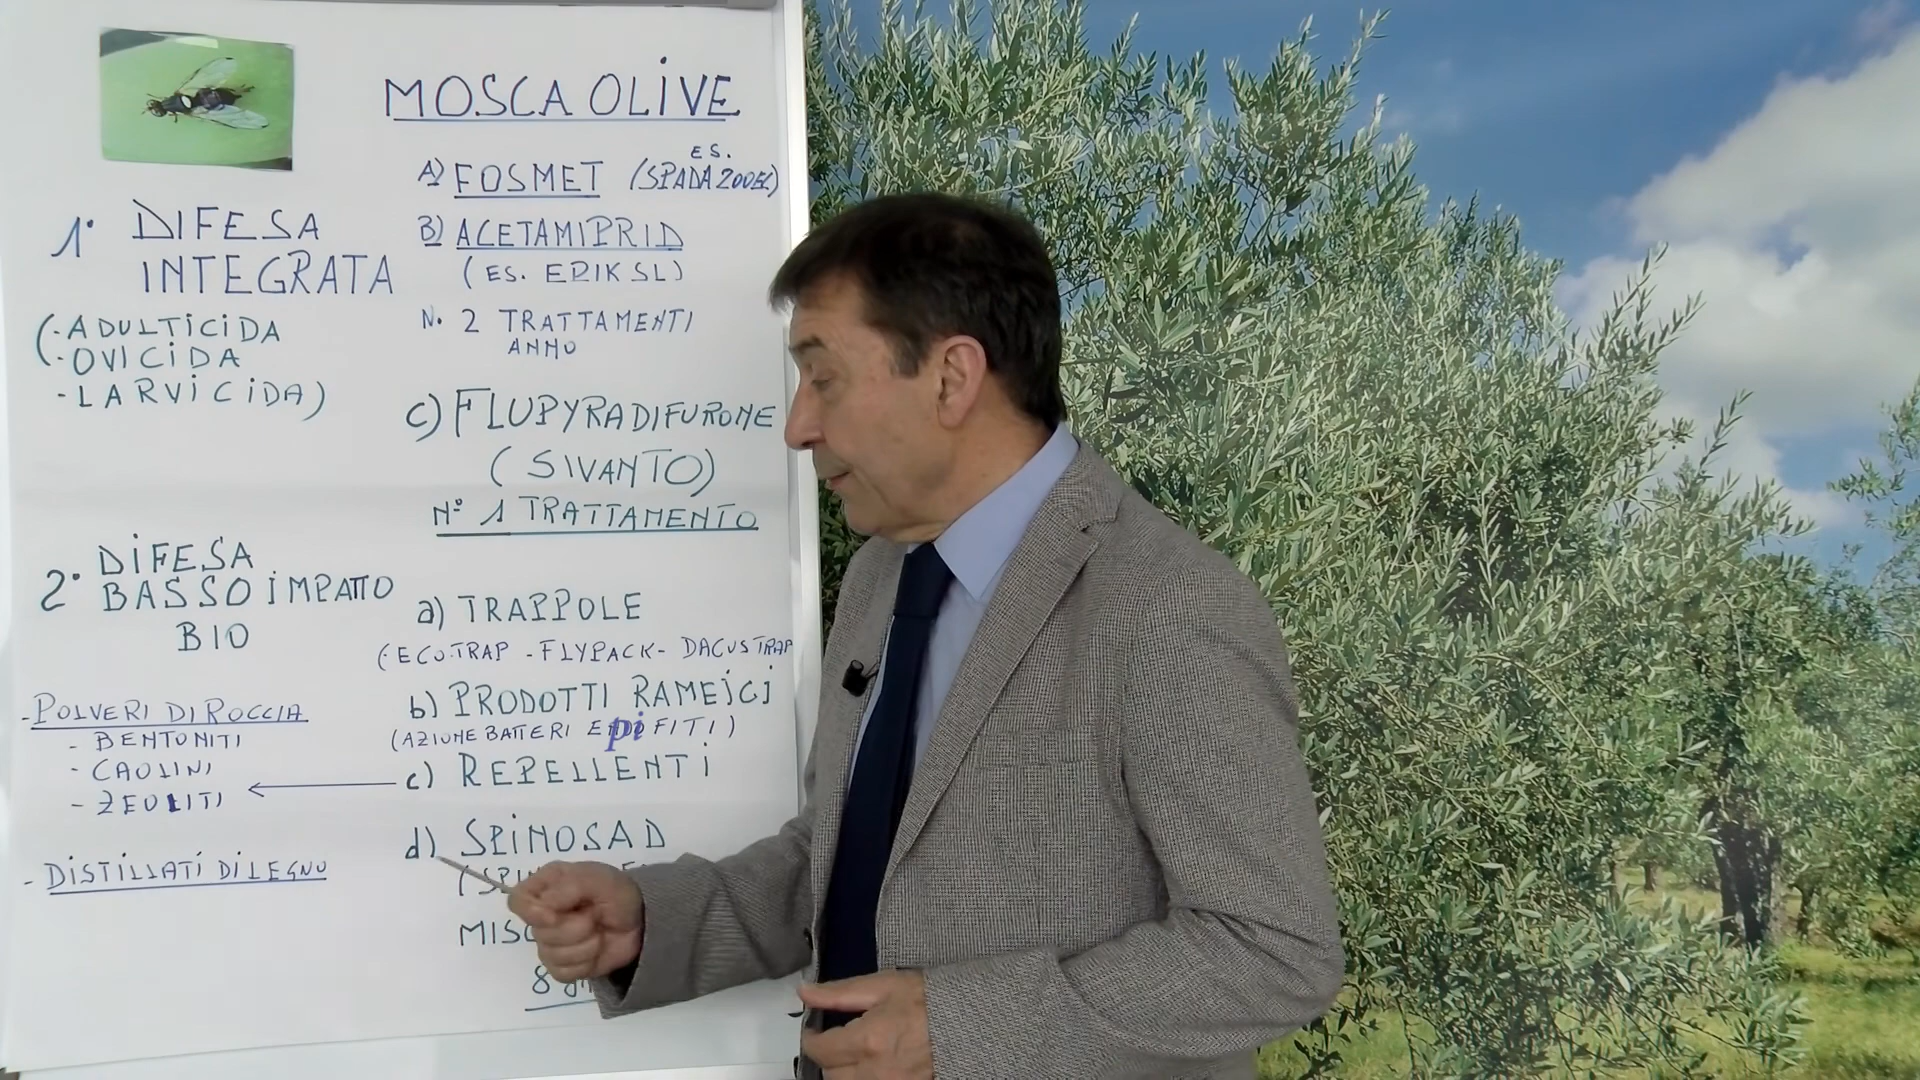 MOSCA OLIVE
1° DIFESA
INTEGRATA
(- ADULTICIDA
(- OVICIDA
- LARVICIDA)
A) FOSMET (ES. SPADA 200EC)
B) ACETAMIPRID
(ES. EPIK SL)
N. 2 TRATTAMENTI
ANNO
C) FLUPYRADIFURONE
(SIVANTO)
N° 1 TRATTAMENTO
2° DIFESA
BASSO IMPATTO
BIO
a) TRAPPOLE
(ECOTRAP - FLYPACK - DACUSTRAP
b) PRODOTTI RAMEICI
(AZIONE BATTERI EpiFITI)
c) REPELLENTI
- POLVERI DI ROCCIA
- BENTONITI
- CAOLINI
- ZEOLITI
- DISTILLATI DI LEGNO
d) SPINOSAD
8